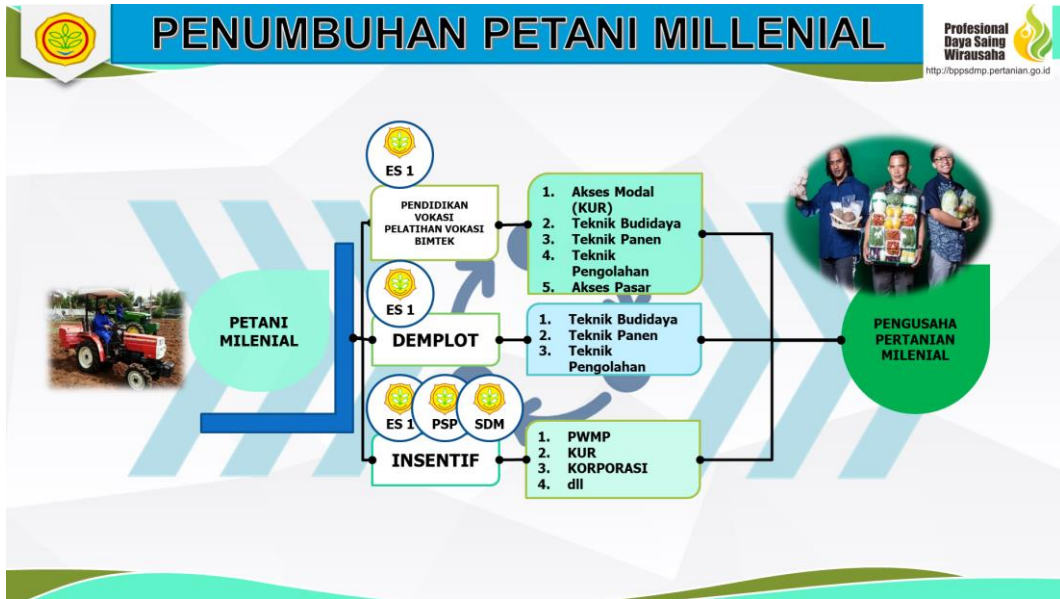 PENUMBUHAN PETANI MILLENIAL
Profesional
Daya Saing
Wirausaha
http://bppsdmp.pertanian.go.id
PETANI
MILENIAL
ES 1
PENDIDIKAN
VOKASI
PELATIHAN VOKASI
BIMTEK
1. Akses Modal
(KUR)
2. Teknik Budidaya
3. Teknik Panen
4. Teknik
Pengolahan
5. Akses Pasar
ES 1
DEMPLOT
1. Teknik Budidaya
2. Teknik Panen
3. Teknik
Pengolahan
ES 1
PSP
SDM
INSENTIF
1. PWMP
2. KUR
3. KORPORASI
4. dll
PENGUSAHA
PERTANIAN
MILENIAL